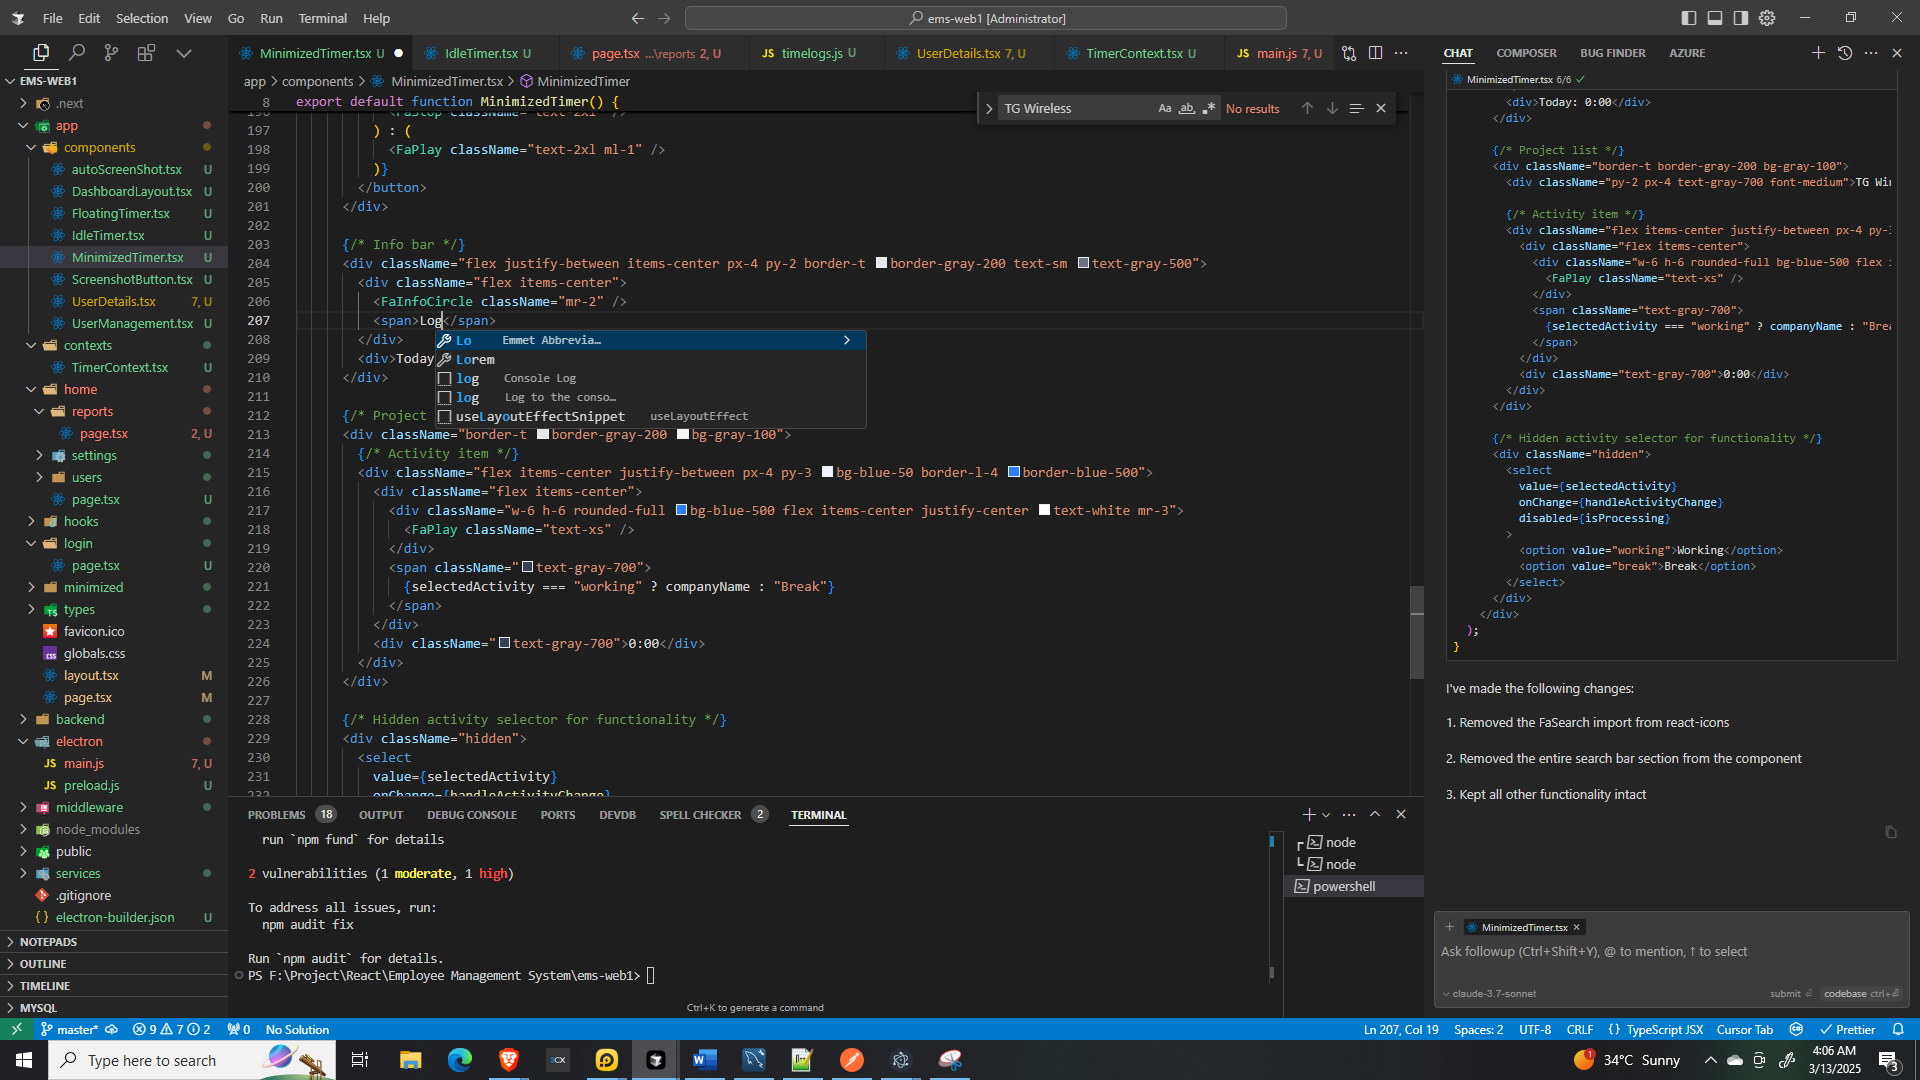 File Edit Selection View Go Run Terminal Help
ems-web1 [Administrator]
MinimizedTimer.tsx U
IdleTimer.tsx U
page.tsx ...\reports 2, U
JS timelogs.js U
UserDetails.tsx 7, U
TimerContext.tsx U
JS main.js 7, U
CHAT COMPOSER BUG FINDER AZURE
EMS-WEB1
.next
app
components
autoScreenShot.tsx U
DashboardLayout.tsx U
FloatingTimer.tsx U
IdleTimer.tsx U
MinimizedTimer.tsx U
ScreenshotButton.tsx U
UserDetails.tsx 7, U
UserManagement.tsx U
contexts
TimerContext.tsx U
home
reports
page.tsx 2, U
settings
users
page.tsx U
hooks
login
page.tsx U
minimized
types
favicon.ico
globals.css
layout.tsx M
page.tsx M
backend
electron
JS main.js 7, U
JS preload.js U
middleware
node_modules
public
services
.gitignore
{} electron-builder.json U
NOTEPADS
OUTLINE
TIMELINE
MYSQL
app > components > MinimizedTimer.tsx > MinimizedTimer
8 export default function MinimizedTimer() {
TG Wireless
Aa ab No results
196 <FaStop className="text-2xl" />
197 ) : (
198 <FaPlay className="text-2xl ml-1" />
199 )}
200 </button>
201 </div>
202
203 {/* Info bar */}
204 <div className="flex justify-between items-center px-4 py-2 border-t border-gray-200 text-sm text-gray-500">
205 <div className="flex items-center">
206 <FaInfoCircle className="mr-2" />
207 <span>Log</span>
208 </div>
209 <div>Today
210 </div>
211
212 {/* Project
213 <div className="border-t border-gray-200 bg-gray-100">
214 {/* Activity item */}
215 <div className="flex items-center justify-between px-4 py-3 bg-blue-50 border-l-4 border-blue-500">
216 <div className="flex items-center">
217 <div className="w-6 h-6 rounded-full bg-blue-500 flex items-center justify-center text-white mr-3">
218 <FaPlay className="text-xs" />
219 </div>
220 <span className="text-gray-700">
221 {selectedActivity === "working" ? companyName : "Break"}
222 </span>
223 </div>
224 <div className="text-gray-700">0:00</div>
225 </div>
226 </div>
227
228 {/* Hidden activity selector for functionality */}
229 <div className="hidden">
230 <select
231 value={selectedActivity}
232 onChange={handleActivityChange}
Lo Emmet Abbrevia...
Lorem
log Console Log
log Log to the conso...
useLayoutEffectSnippet useLayoutEffect
PROBLEMS 18 OUTPUT DEBUG CONSOLE PORTS DEVDB SPELL CHECKER 2 TERMINAL
run `npm fund` for details
2 vulnerabilities (1 moderate, 1 high)
To address all issues, run:
npm audit fix
Run `npm audit` for details.
PS F:\Project\React\Employee Management System\ems-web1>
Ctrl+K to generate a command
node
node
powershell
MinimizedTimer.tsx 6/6
<div>Today: 0:00</div>
</div>
{/* Project list */}
<div className="border-t border-gray-200 bg-gray-100">
<div className="py-2 px-4 text-gray-700 font-medium">TG Wir
{/* Activity item */}
<div className="flex items-center justify-between px-4 py-3
<div className="flex items-center">
<div className="w-6 h-6 rounded-full bg-blue-500 flex i
<FaPlay className="text-xs" />
</div>
<span className="text-gray-700">
{selectedActivity === "working" ? companyName : "Brea
</span>
</div>
<div className="text-gray-700">0:00</div>
</div>
</div>
{/* Hidden activity selector for functionality */}
<div className="hidden">
<select
value={selectedActivity}
onChange={handleActivityChange}
disabled={isProcessing}
>
<option value="working">Working</option>
<option value="break">Break</option>
</select>
</div>
</div>
);
}
I've made the following changes:
1. Removed the FaSearch import from react-icons
2. Removed the entire search bar section from the component
3. Kept all other functionality intact
MinimizedTimer.tsx
Ask followup (Ctrl+Shift+Y), @ to mention, ↑ to select
claude-3.7-sonnet submit codebase ctrl+
master* 9 7 2 0 No Solution
Ln 207, Col 19 Spaces: 2 UTF-8 CRLF {} TypeScript JSX Cursor Tab Prettier
Type here to search
34°C Sunny
4:06 AM
3/13/2025
3